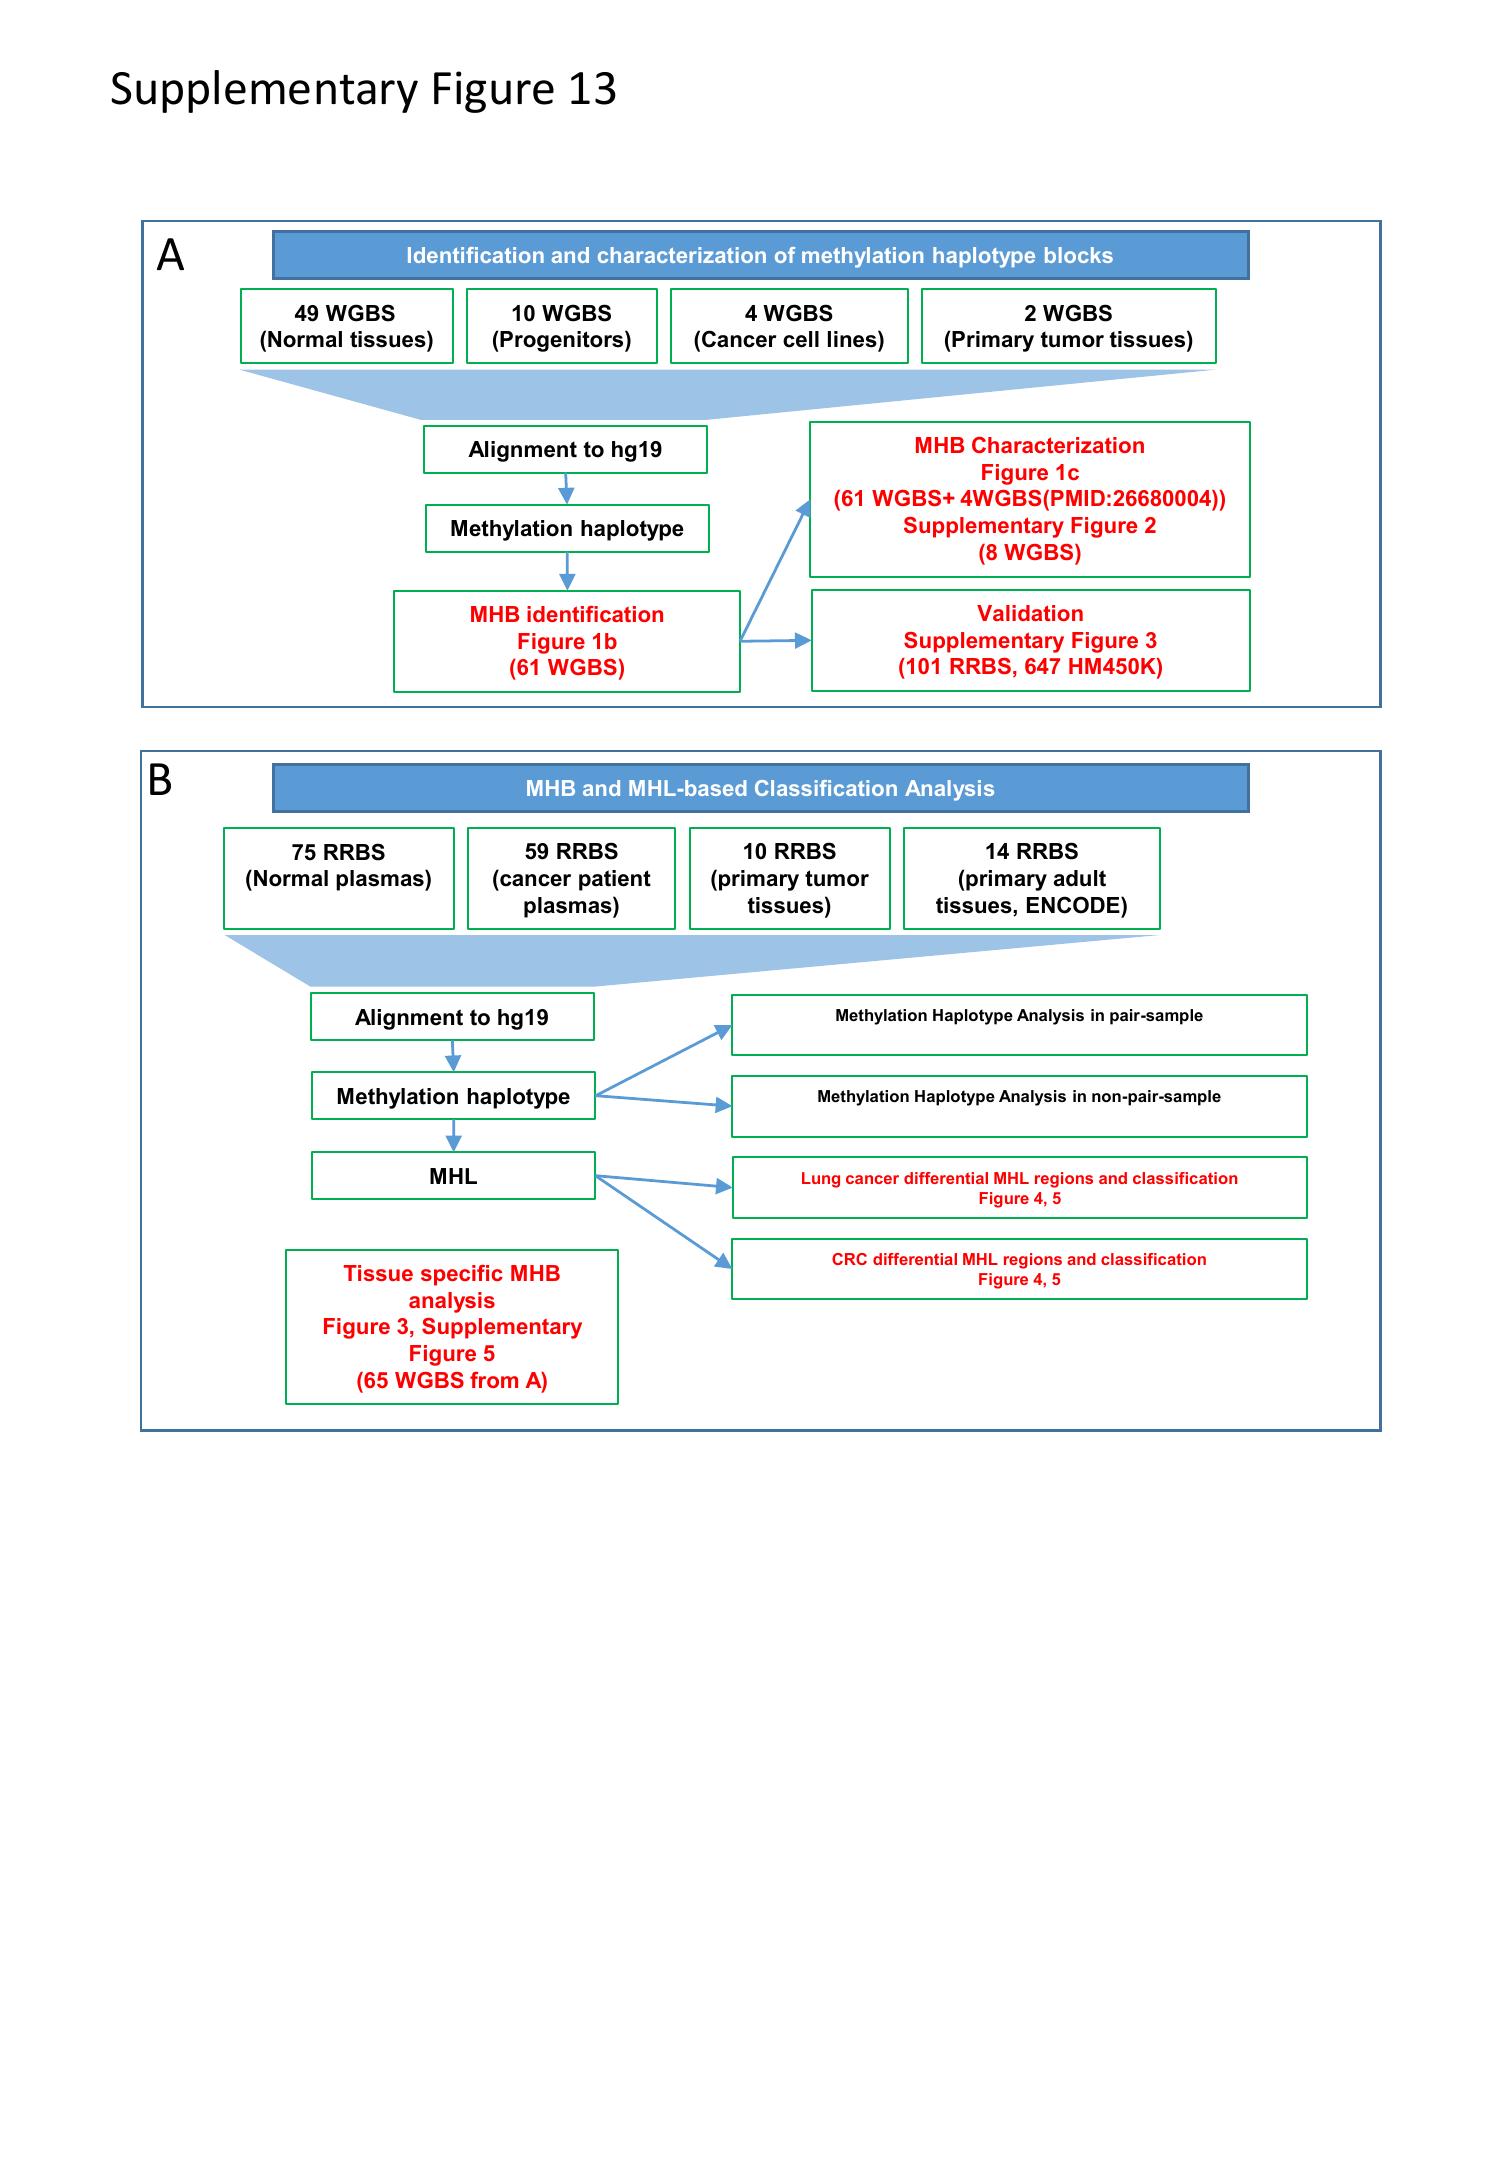 Supplementary Figure 13
A
Identification and characterization of methylation haplotype blocks
49 WGBS
(Normal tissues)
10 WGBS
(Progenitors)
4 WGBS
(Cancer cell lines)
2 WGBS
(Primary tumor tissues)
Alignment to hg19
Methylation haplotype
MHB identification
Figure 1b
(61 WGBS)
MHB Characterization
Figure 1c
(61 WGBS+ 4WGBS(PMID:26680004))
Supplementary Figure 2
(8 WGBS)
Validation
Supplementary Figure 3
(101 RRBS, 647 HM450K)
B
MHB and MHL-based Classification Analysis
75 RRBS
(Normal plasmas)
59 RRBS
(cancer patient
plasmas)
10 RRBS
(primary tumor
tissues)
14 RRBS
(primary adult
tissues, ENCODE)
Alignment to hg19
Methylation haplotype
MHL
Methylation Haplotype Analysis in pair-sample
Methylation Haplotype Analysis in non-pair-sample
Lung cancer differential MHL regions and classification
Figure 4, 5
CRC differential MHL regions and classification
Figure 4, 5
Tissue specific MHB
analysis
Figure 3, Supplementary
Figure 5
(65 WGBS from A)